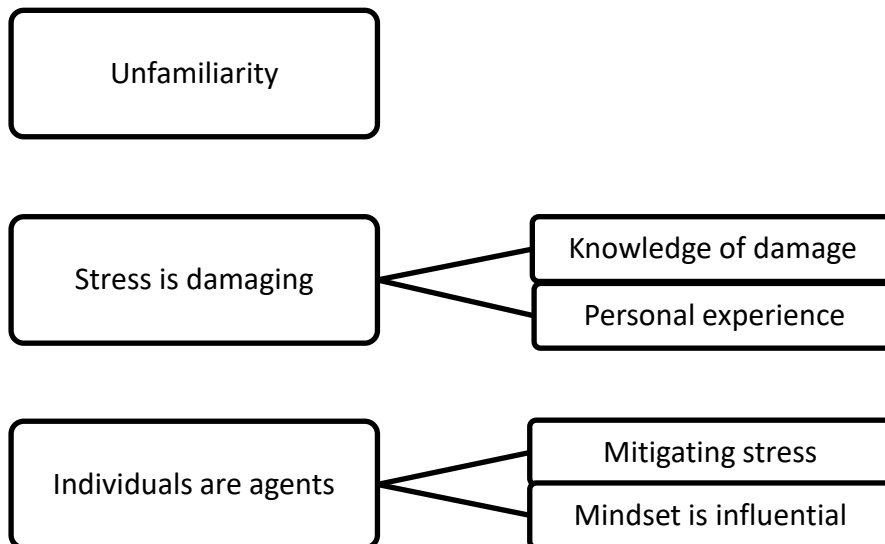 Unfamiliarity
Stress is damaging
Knowledge of damage
Personal experience
Individuals are agents
Mitigating stress
Mindset is influential